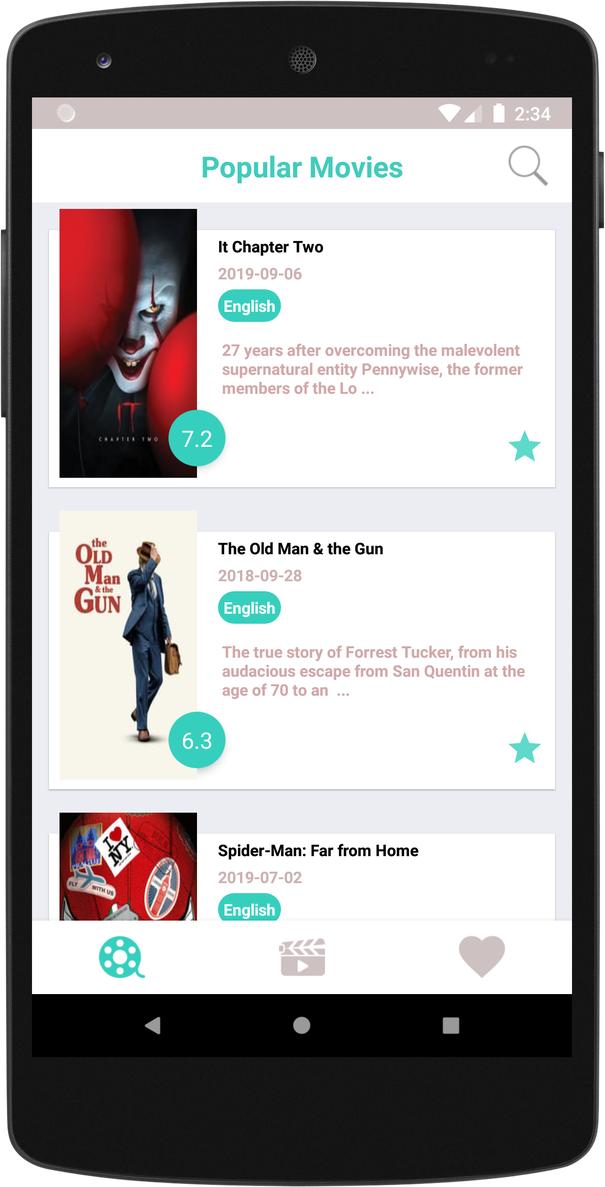 2:34
Popular Movies
It Chapter Two
2019-09-06
English
27 years after overcoming the malevolent
supernatural entity Pennywise, the former
members of the Lo ...
IT
CHAPTER TWO
7.2
the
OLD
Man
& the
GUN
The Old Man & the Gun
2018-09-28
English
The true story of Forrest Tucker, from his
audacious escape from San Quentin at the
age of 70 to an ...
6.3
I
NY
FLY WITH US
Spider-Man: Far from Home
2019-07-02
English